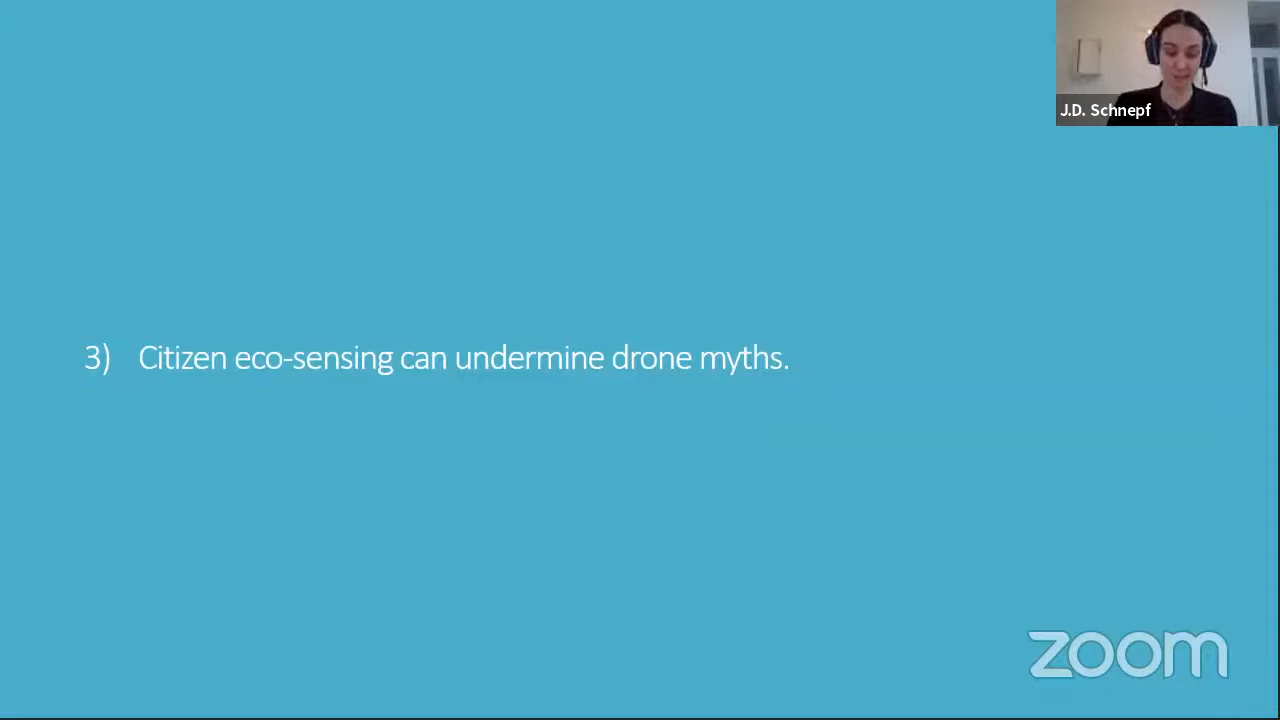 J.D. Schnepf
3) Citizen eco-sensing can undermine drone myths.
zoom